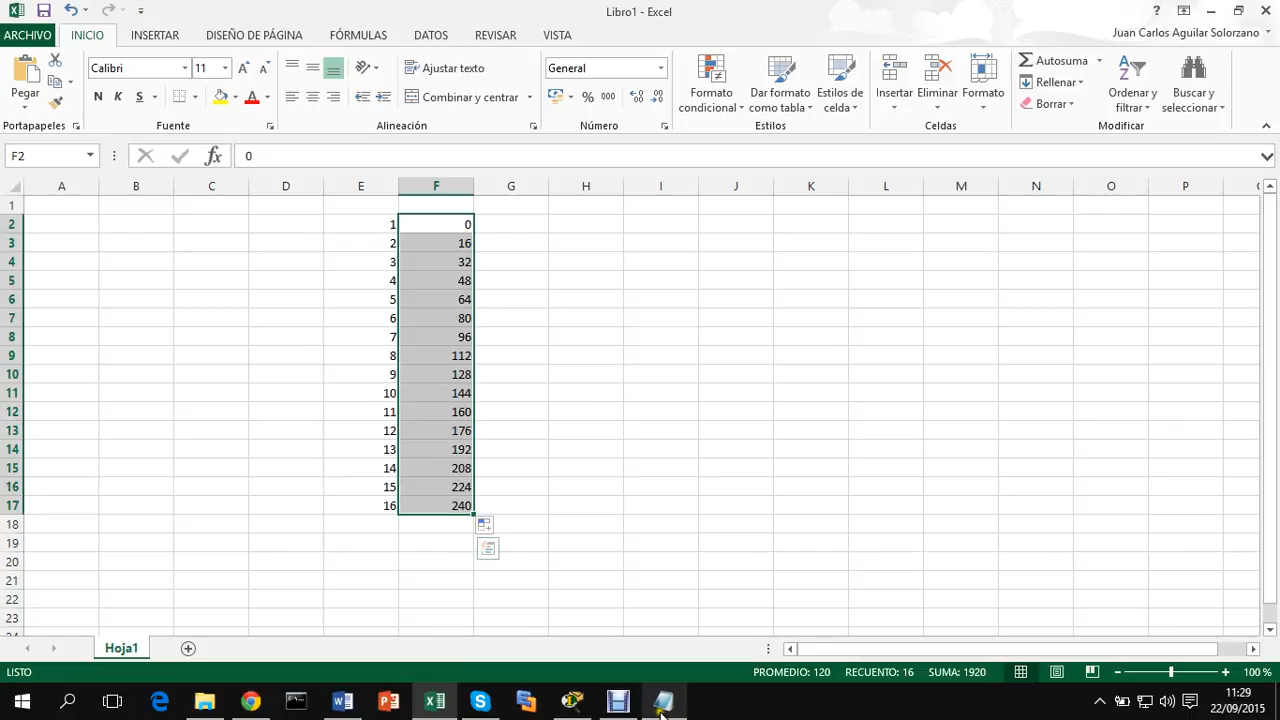 Libro1 - Excel
?
ARCHIVO INICIO INSERTAR DISEÑO DE PÁGINA FÓRMULAS DATOS REVISAR VISTA
Juan Carlos Aguilar Solorzano
Pegar
Calibri 11
N K S
Ajustar texto
Combinar y centrar
General
% 000
Formato condicional
Dar formato como tabla
Estilos de celda
Insertar Eliminar Formato
Autosuma
Rellenar
Borrar
Ordenar y filtrar
Buscar y seleccionar
Portapapeles Fuente Alineación Número Estilos Celdas Modificar
F2 fx 0
A B C D E F G H I J K L M N O P
1
2 1 0
3 2 16
4 3 32
5 4 48
6 5 64
7 6 80
8 7 96
9 8 112
10 9 128
11 10 144
12 11 160
13 12 176
14 13 192
15 14 208
16 15 224
17 16 240
18
19
20
21
22
23
Hoja1
LISTO PROMEDIO: 120 RECUENTO: 16 SUMA: 1920 100 %
11:29
22/09/2015